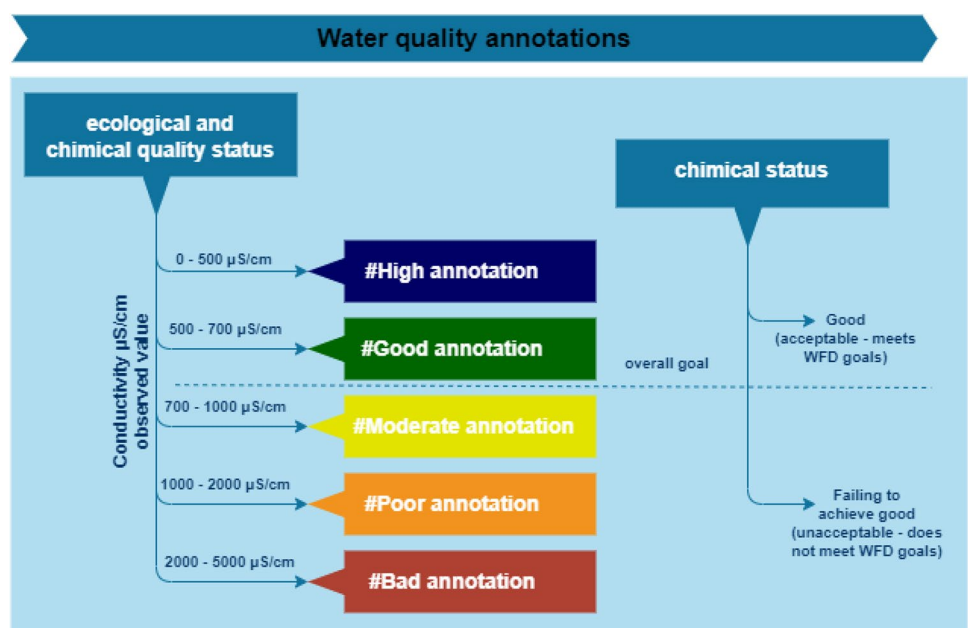 Water quality annotations
ecological and
chimical quality status
chimical status
0 - 500 µS/cm
#High annotation
500 - 700 µS/cm
#Good annotation
Good
(acceptable - meets
WFD goals)
overall goal
Conductivity µS/cm
observed value
700 - 1000 µS/cm
#Moderate annotation
1000 - 2000 µS/cm
#Poor annotation
Failing to
achieve good
(unacceptable - does
not meet WFD goals)
2000 - 5000 µS/cm
#Bad annotation